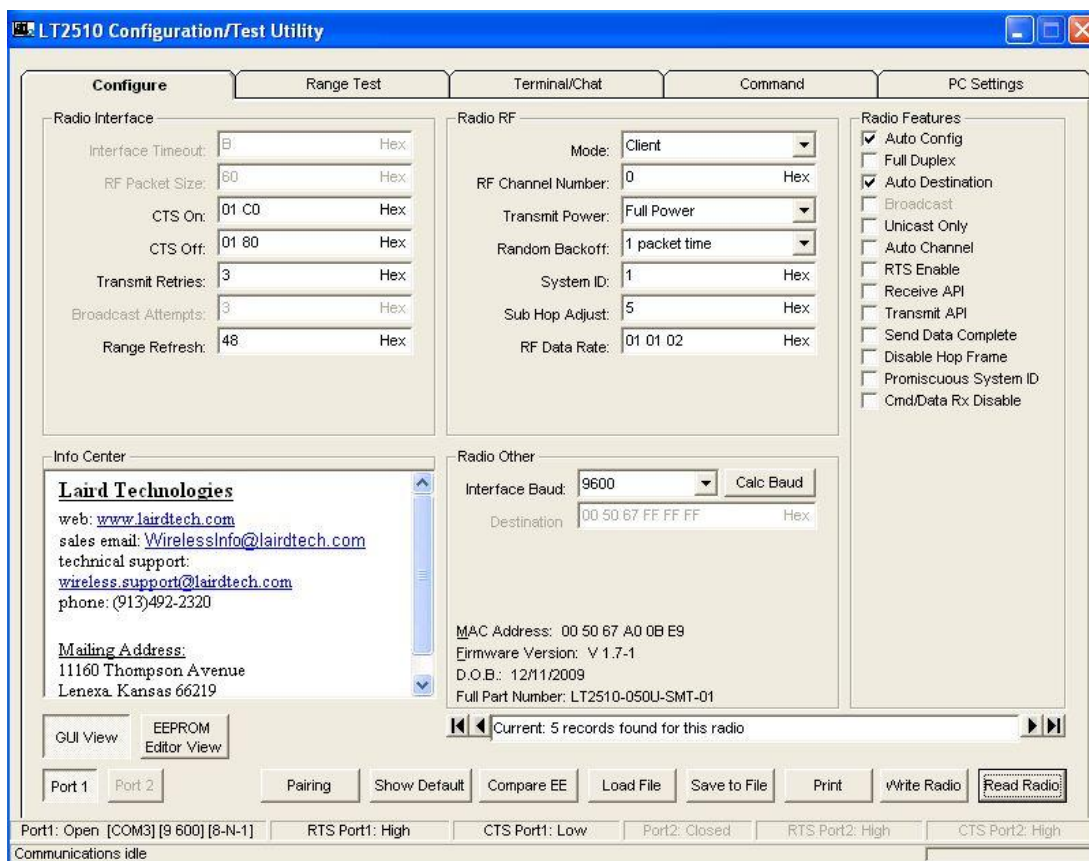 LT2510 Configuration/Test Utility
Configure
Range Test
Terminal/Chat
Command
PC Settings
Radio Interface
Interface Timeout: B Hex
RF Packet Size: 60 Hex
CTS On: 01 C0 Hex
CTS Off: 01 80 Hex
Transmit Retries: 3 Hex
Broadcast Attempts: 3 Hex
Range Refresh: 48 Hex
Radio RF
Mode: Client
RF Channel Number: 0 Hex
Transmit Power: Full Power
Random Backoff: 1 packet time
System ID: 1 Hex
Sub Hop Adjust: 5 Hex
RF Data Rate: 01 01 02 Hex
Radio Features
Auto Config
Full Duplex
Auto Destination
Broadcast
Unicast Only
Auto Channel
RTS Enable
Receive API
Transmit API
Send Data Complete
Disable Hop Frame
Promiscuous System ID
Cmd/Data Rx Disable
Info Center
Laird Technologies
web: www.lairdtech.com
sales email: WirelessInfo@lairdtech.com
technical support:
wireless.support@lairdtech.com
phone: (913)492-2320
Mailing Address:
11160 Thompson Avenue
Lenexa, Kansas 66219
Radio Other
Interface Baud: 9600 Calc Baud
Destination 00 50 67 FF FF FF Hex
MAC Address: 00 50 67 A0 0B E9
Firmware Version: V 1.7-1
D.O.B.: 12/11/2009
Full Part Number: LT2510-050U-SMT-01
Current: 5 records found for this radio
GUI View
EEPROM
Editor View
Port 1
Port 2
Pairing
Show Default
Compare EE
Load File
Save to File
Print
Write Radio
Read Radio
Port1: Open [COM3] [9 600] [8-N-1]
RTS Port1: High
CTS Port1: Low
Port2: Closed
RTS Port2: High
CTS Port2: High
Communications idle